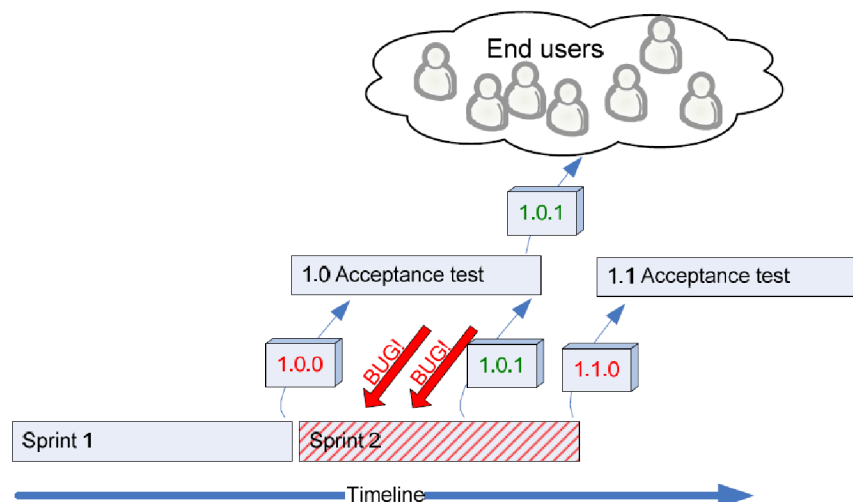 End users
1.0.1
1.0 Acceptance test
1.1 Acceptance test
1.0.0
BUG!
BUG!
1.0.1
1.1.0
Sprint 1
Sprint 2
Timeline